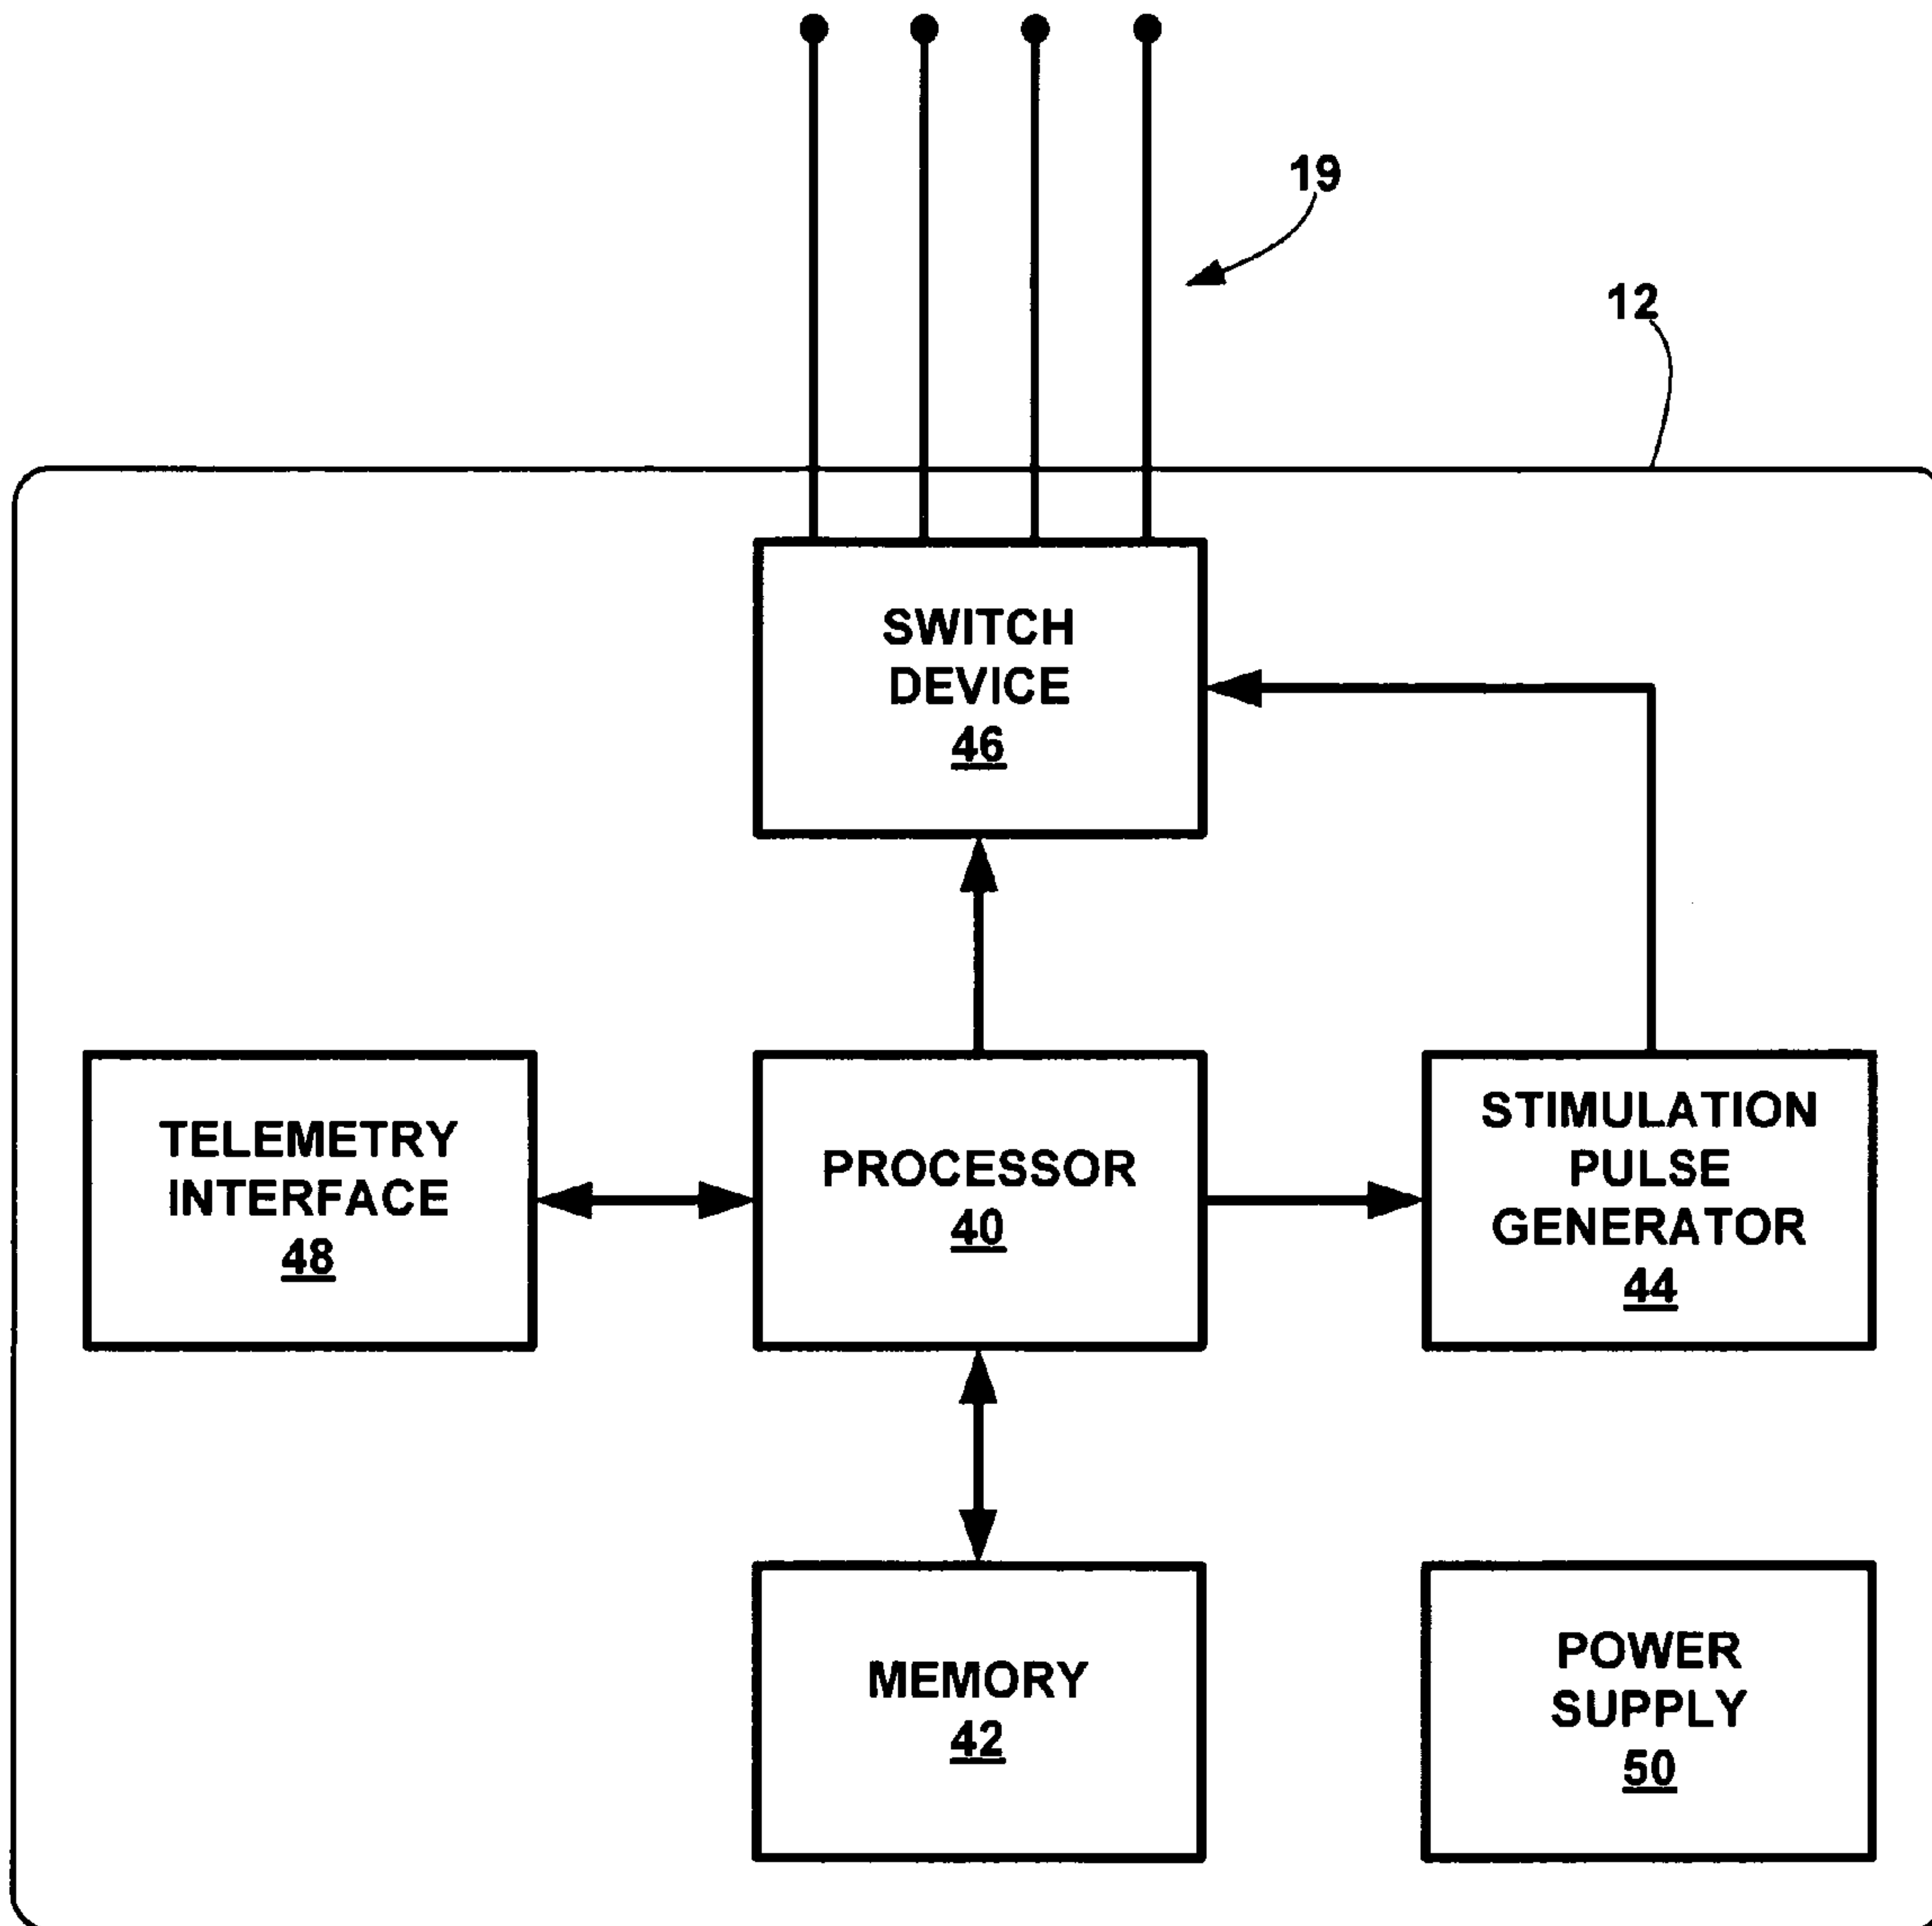 19
12
SWITCH
DEVICE
46
TELEMETRY
INTERFACE
48
PROCESSOR
40
STIMULATION
PULSE
GENERATOR
44
MEMORY
42
POWER
SUPPLY
50